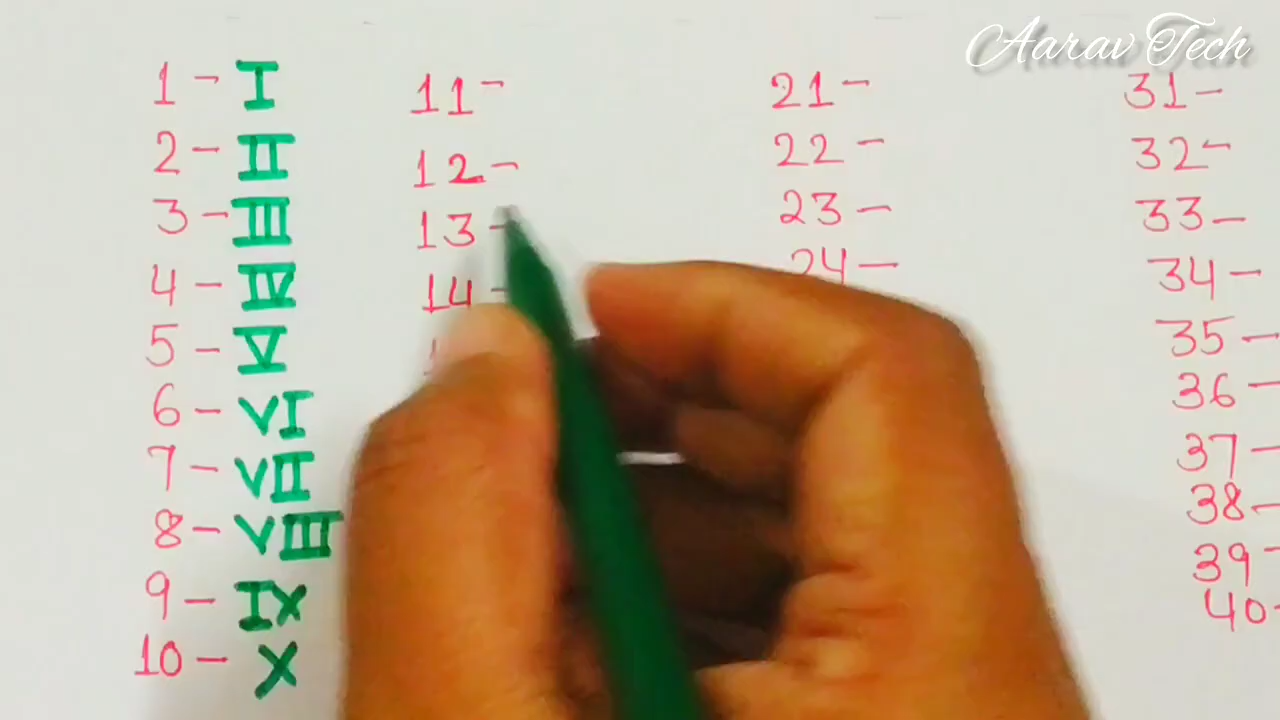 Aarav Tech
1 - I
2 - II
3 - III
4 - IV
5 - V
6 - VI
7 - VII
8 - VIII
9 - IX
10 - X
11 -
12 -
13 -
14 -
21 -
22 -
23 -
24 -
31 -
32 -
33 -
34 -
35 -
36 -
37 -
38 -
39 -
40 -